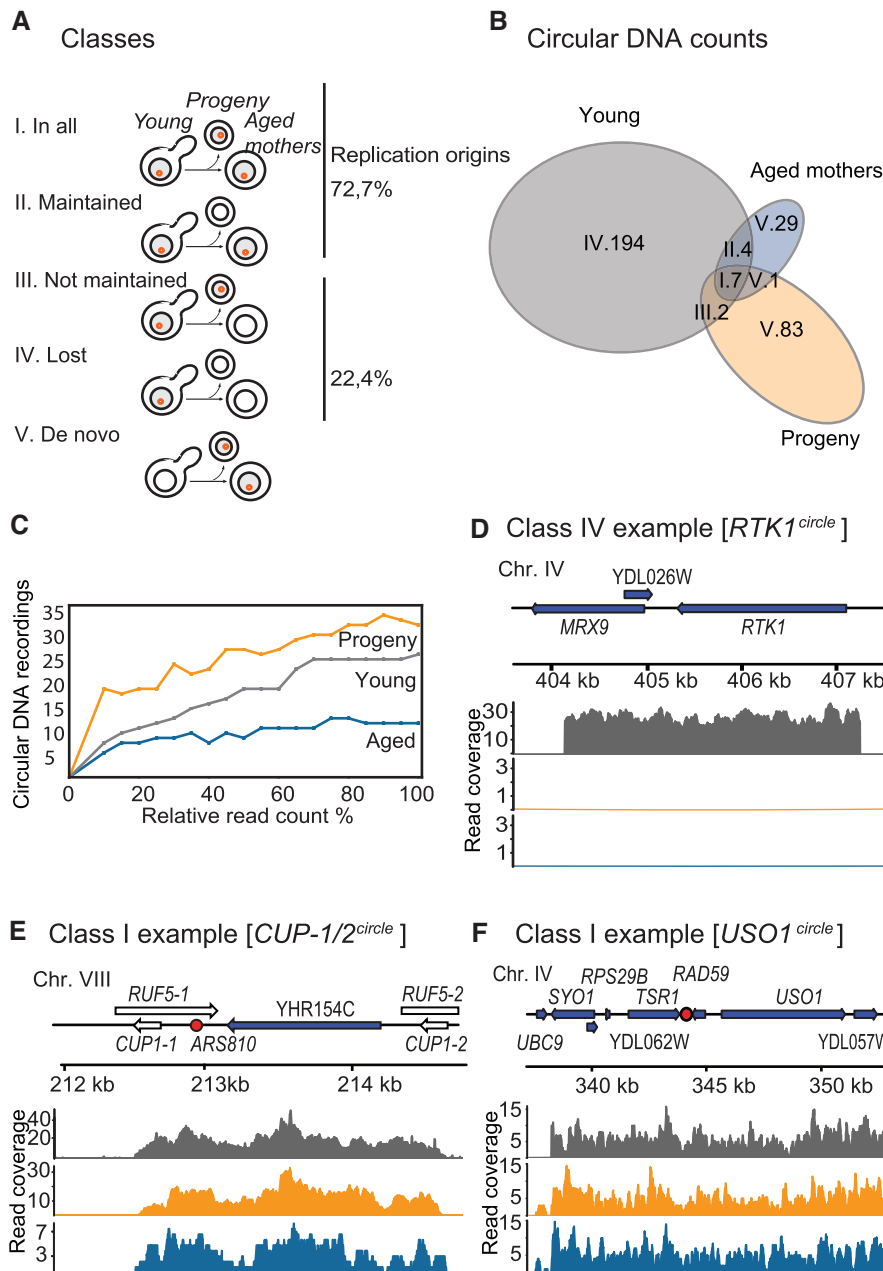 A Classes
Progeny
Young
Aged
mothers
I. In all
II. Maintained
III. Not maintained
IV. Lost
V. De novo
Replication origins
72,7%
22,4%
B Circular DNA counts
Young
Aged mothers
IV.194
V.29
II.4
I.7
V.1
III.2
V.83
Progeny
C
Circular DNA recordings
35
30
25
20
15
10
5
Progeny
Young
Aged
0 20 40 60 80 100
Relative read count %
D Class IV example [RTK1circle]
Chr. IV
YDL026W
MRX9
RTK1
404 kb 405 kb 406 kb 407 kb
Read coverage
30
10
3
1
3
1
E Class I example [CUP-1/2circle]
Chr. VIII
RUF5-1
YHR154C
RUF5-2
CUP1-1
ARS810
CUP1-2
212 kb 213kb 214 kb
Read coverage
40
20
30
10
7
3
F Class I example [USO1circle]
Chr. IV
RPS29B
RAD59
SYO1
TSR1
USO1
UBC9
YDL062W
YDL057W
340 kb 345 kb 350 kb
Read coverage
15
5
15
5
15
5